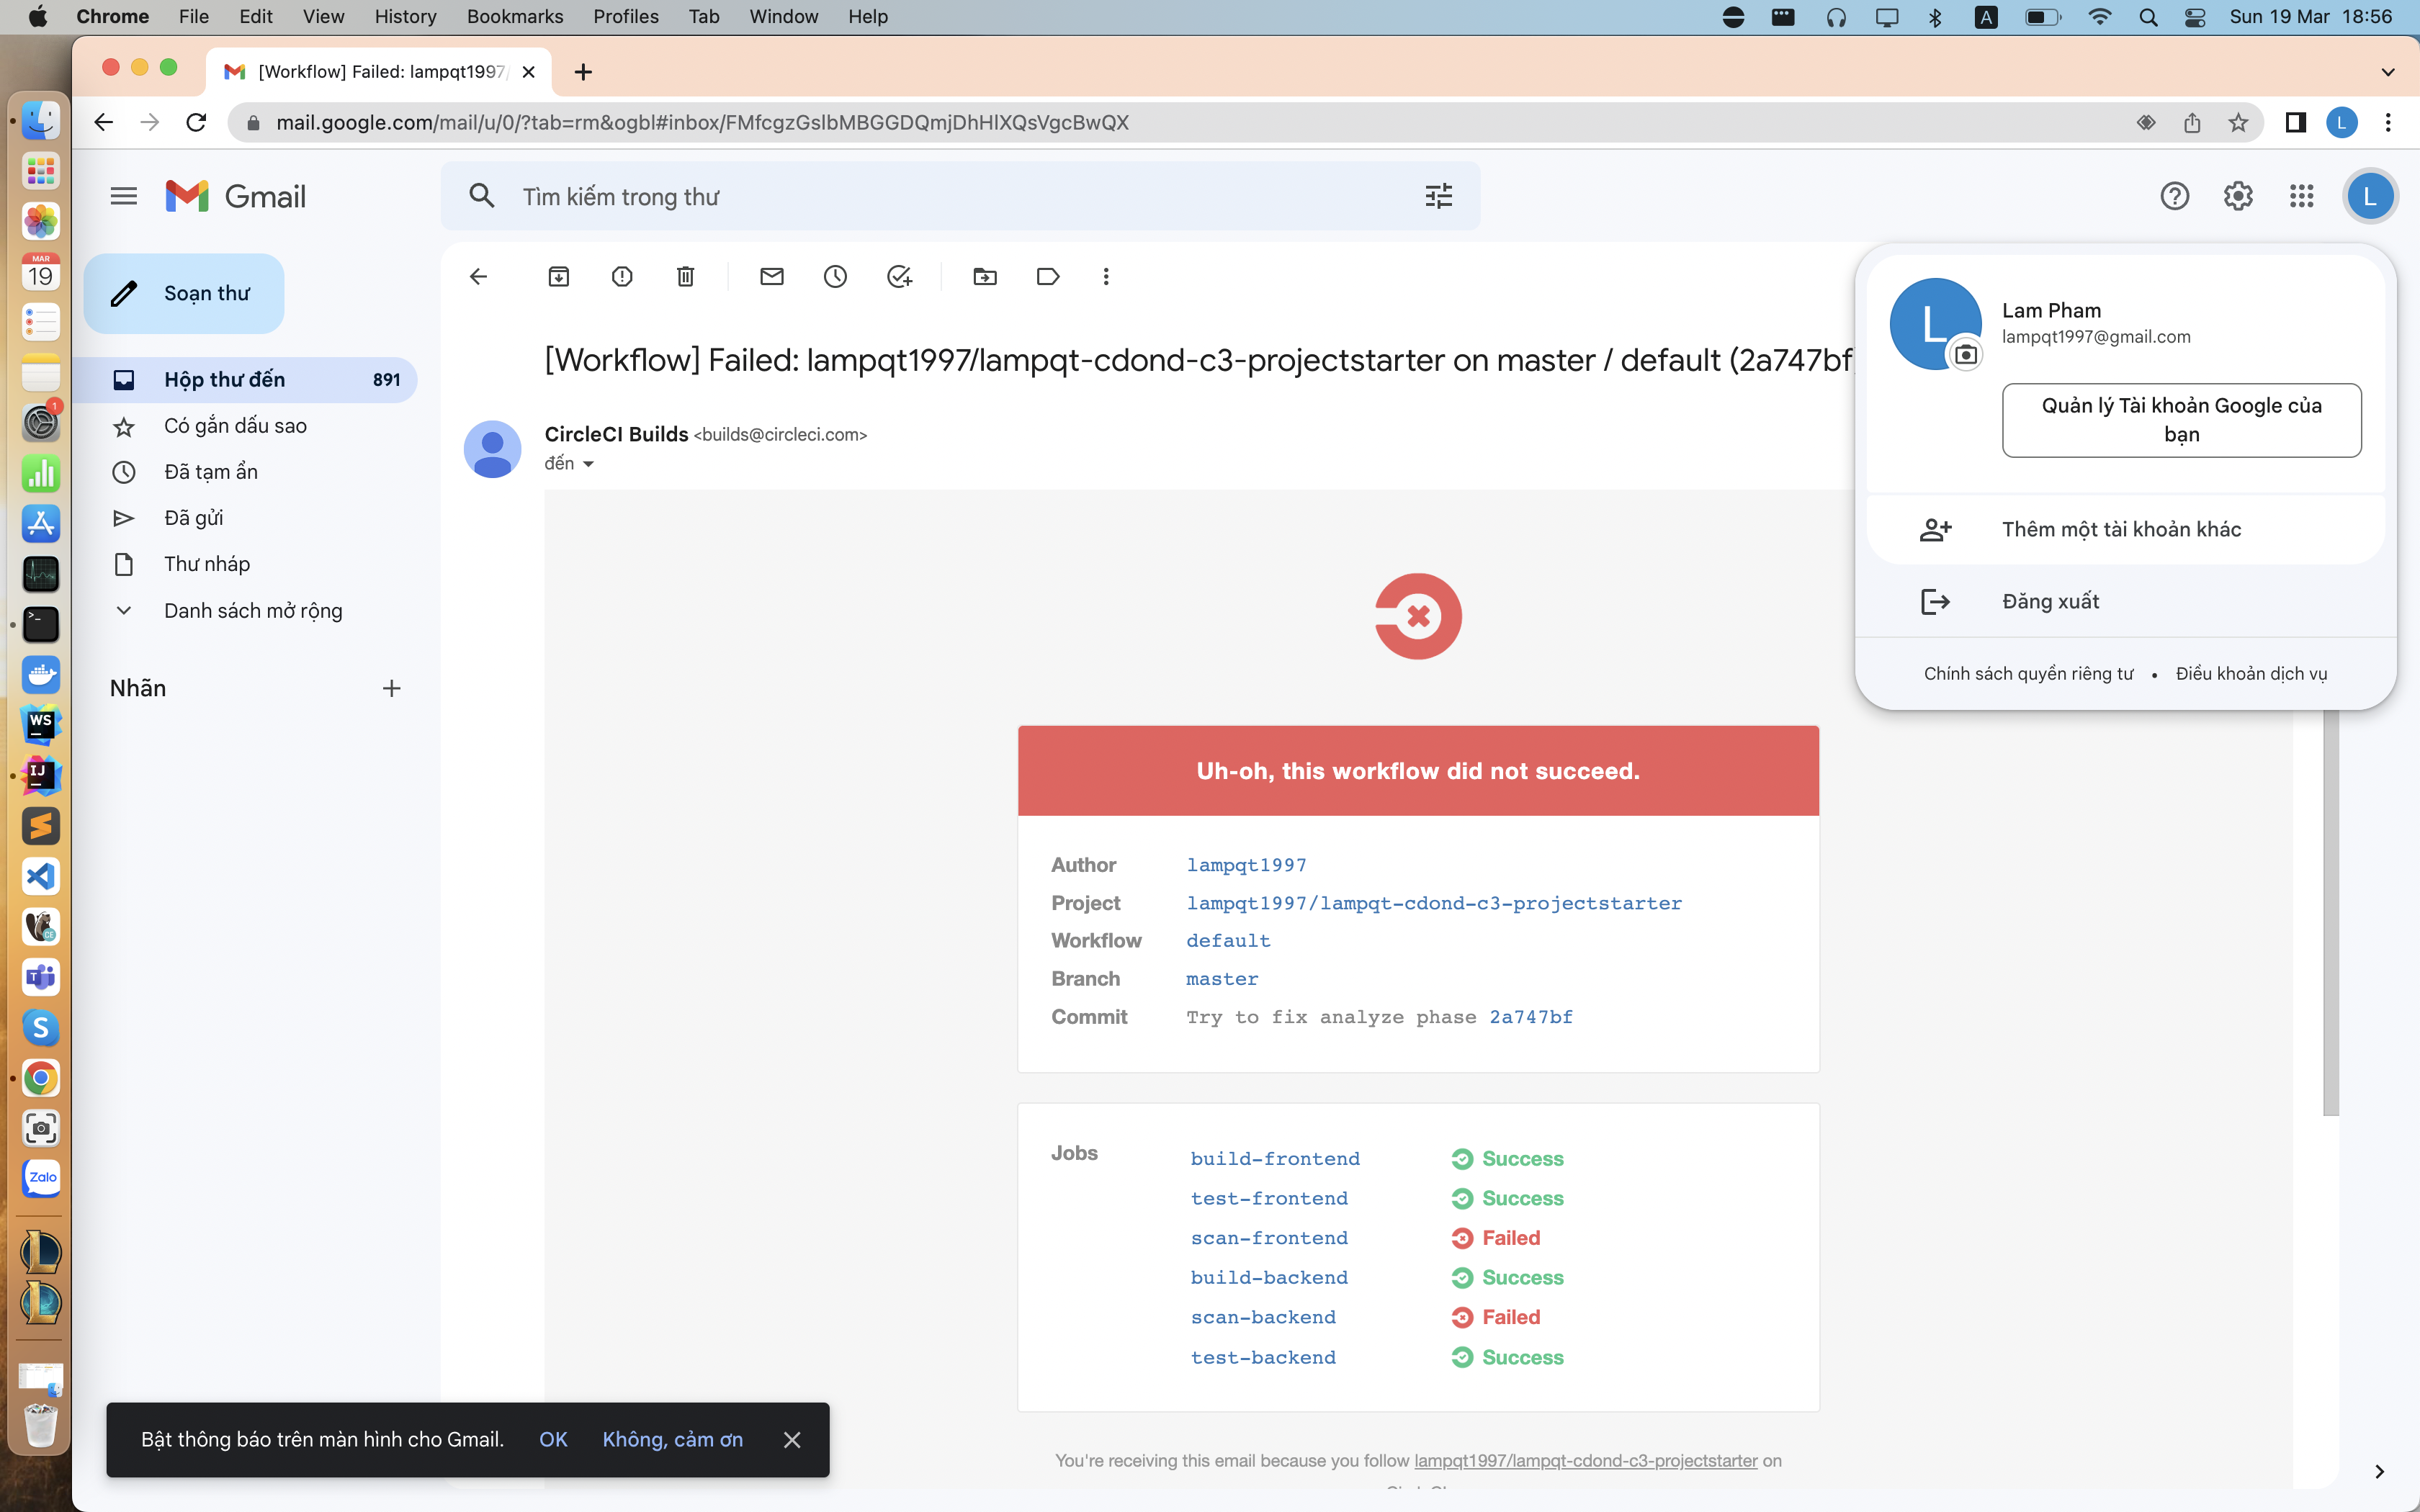 Chrome File Edit View History Bookmarks Profiles Tab Window Help
A
Sun 19 Mar 18:56
[Workflow] Failed: lampqt1997/
mail.google.com/mail/u/0/?tab=rm&ogbl#inbox/FMfcgzGslbMBGGDQmjDhHlXQsVgcBwQX
L
Gmail
Tìm kiếm trong thư
L
Soạn thư
Hộp thư đến 891
Có gắn dấu sao
Đã tạm ẩn
Đã gửi
Thư nháp
Danh sách mở rộng
Nhãn
[Workflow] Failed: lampqt1997/lampqt-cdond-c3-projectstarter on master / default (2a747bf
CircleCI Builds <builds@circleci.com>
đến
L
Lam Pham
lampqt1997@gmail.com
Quản lý Tài khoản Google của
bạn
Thêm một tài khoản khác
Đăng xuất
Chính sách quyền riêng tư • Điều khoản dịch vụ
Uh-oh, this workflow did not succeed.
Author lampqt1997
Project lampqt1997/lampqt-cdond-c3-projectstarter
Workflow default
Branch master
Commit Try to fix analyze phase 2a747bf
Jobs
build-frontend Success
test-frontend Success
scan-frontend Failed
build-backend Success
scan-backend Failed
test-backend Success
You're receiving this email because you follow lampqt1997/lampqt-cdond-c3-projectstarter on
Bật thông báo trên màn hình cho Gmail. OK Không, cảm ơn
MAR
19
1
WS
IJ
CE
T
S
Zalo